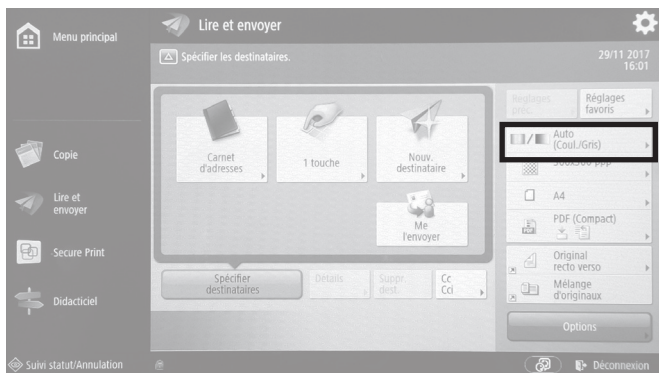 Menu principal
Lire et envoyer
Spécifier les destinataires.
29/11 2017
16:01
Copie
Lire et
envoyer
Secure Print
Didacticiel
Suivi statut/Annulation
Carnet
d'adresses
1 touche
Nouv.
destinataire
Me
l'envoyer
Spécifier
destinataires
Détails
Suppr.
dest.
Cc
Cci
Réglages
Réglages
favoris
Auto
(Coul./Gris)
300x300 ppp
A4
PDF (Compact)
Original
recto verso
Mélange
d'originaux
Options
Déconnexion